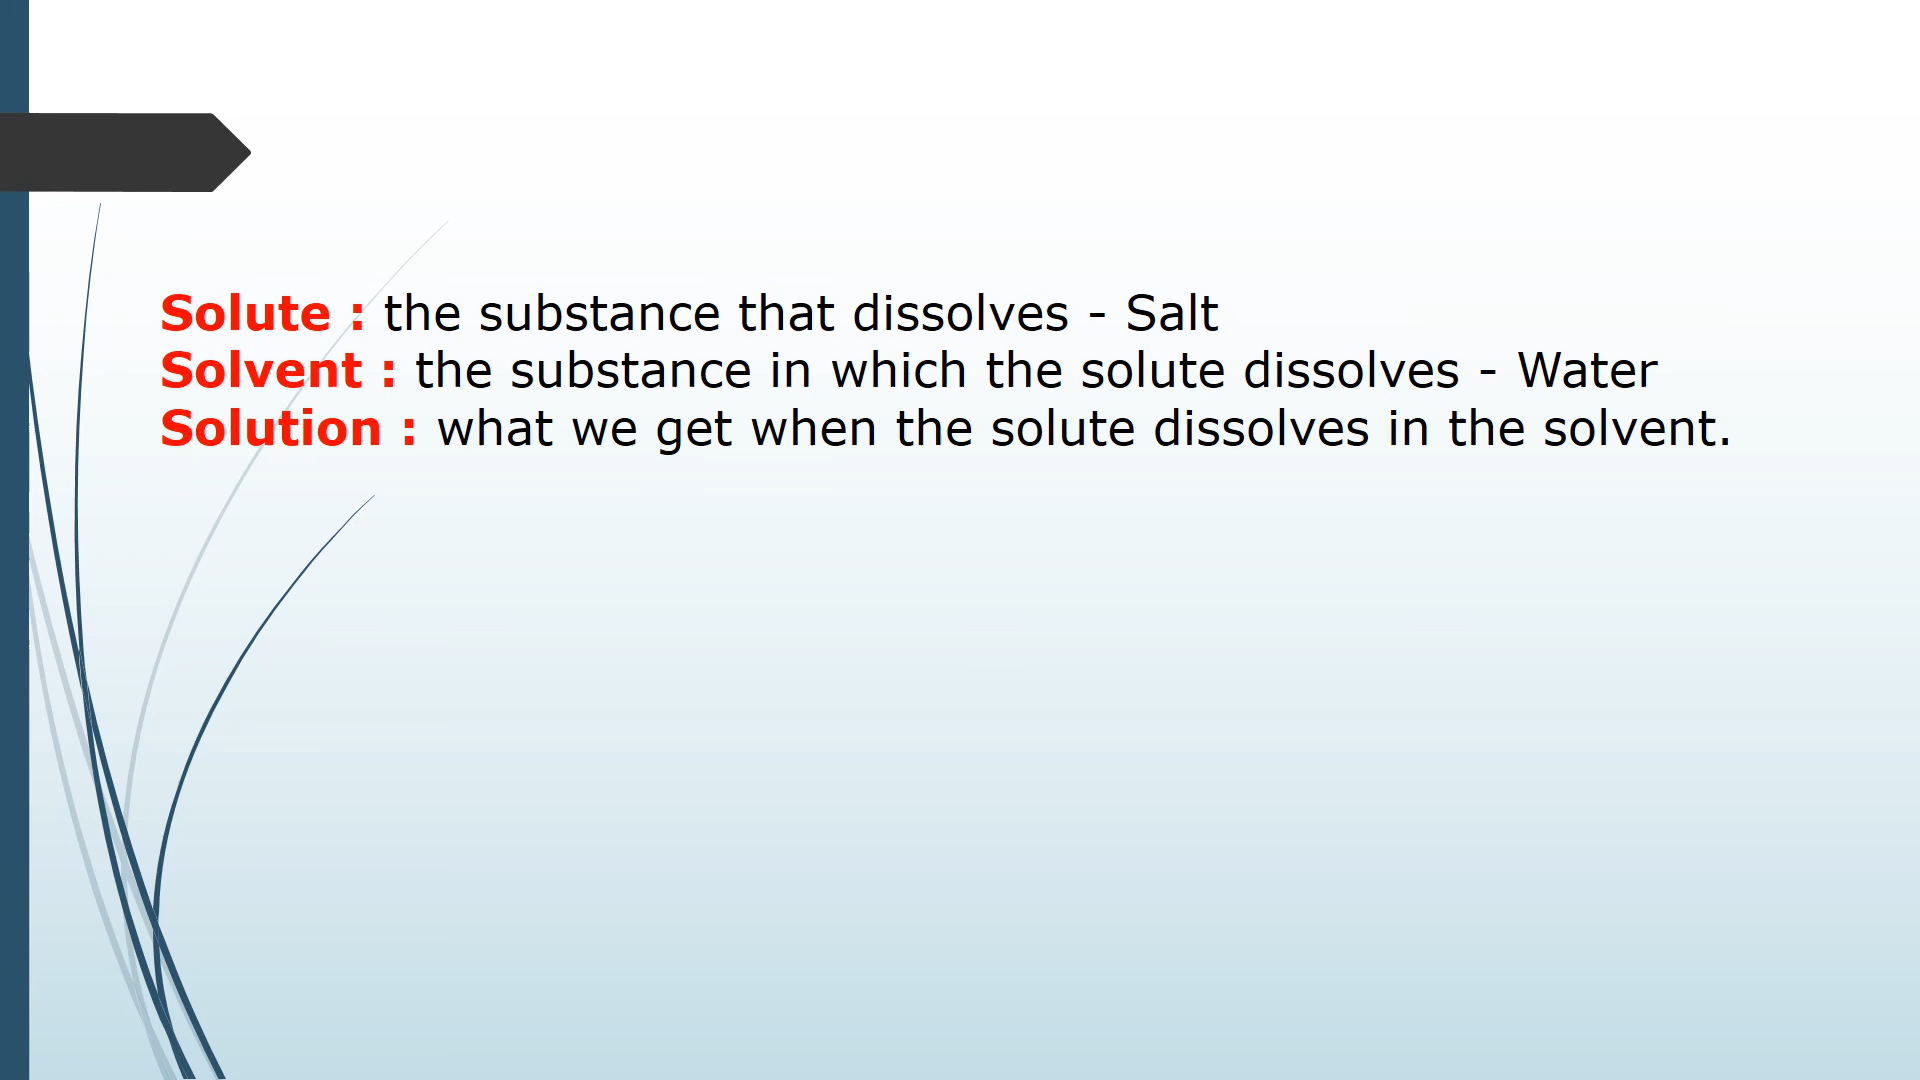 Solute : the substance that dissolves - Salt
Solvent : the substance in which the solute dissolves - Water
Solution : what we get when the solute dissolves in the solvent.